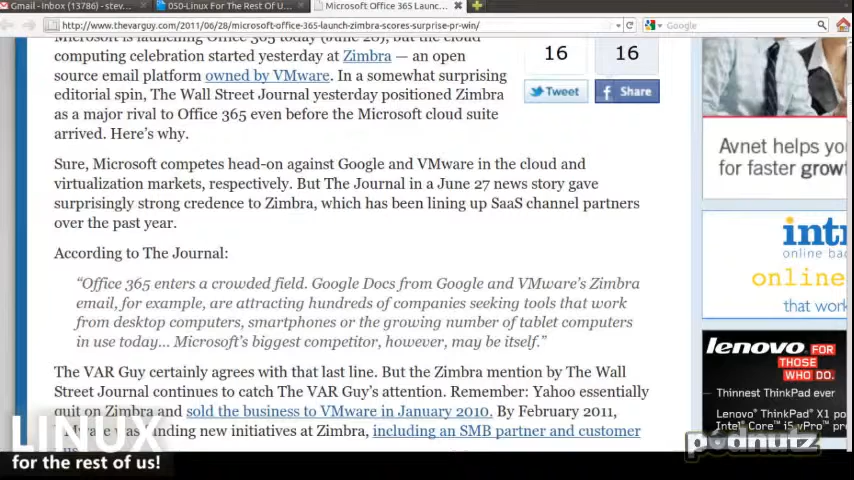 Gmail - Inbox (13786) - stev...
050-Linux For The Rest Of U...
Microsoft Office 365 Launc...
http://www.thevarguy.com/2011/06/28/microsoft-office-365-launch-zimbra-scores-surprise-pr-win/
Google
Microsoft is launching Office 365 today (June 28), but the cloud
computing celebration started yesterday at Zimbra — an open
source email platform owned by VMware. In a somewhat surprising
editorial spin, The Wall Street Journal yesterday positioned Zimbra
as a major rival to Office 365 even before the Microsoft cloud suite
arrived. Here's why.
16
16
Tweet
Share
Sure, Microsoft competes head-on against Google and VMware in the cloud and
virtualization markets, respectively. But The Journal in a June 27 news story gave
surprisingly strong credence to Zimbra, which has been lining up SaaS channel partners
over the past year.
According to The Journal:
“Office 365 enters a crowded field. Google Docs from Google and VMware's Zimbra
email, for example, are attracting hundreds of companies seeking tools that work
from desktop computers, smartphones or the growing number of tablet computers
in use today... Microsoft's biggest competitor, however, may be itself.”
The VAR Guy certainly agrees with that last line. But the Zimbra mention by The Wall
Street Journal continues to catch The VAR Guy's attention. Remember: Yahoo essentially
quit on Zimbra and sold the business to VMware in January 2010. By February 2011,
including an SMB partner and customer
Avnet helps yo
for faster grow
intr
online bac
online
that work
lenovo FOR
THOSE
WHO DO.
Thinnest ThinkPad ever
Lenovo® ThinkPad® X1 po
Intel® Core™ i5 vPro™ pro
LINUX
for the rest of us!
podnutz